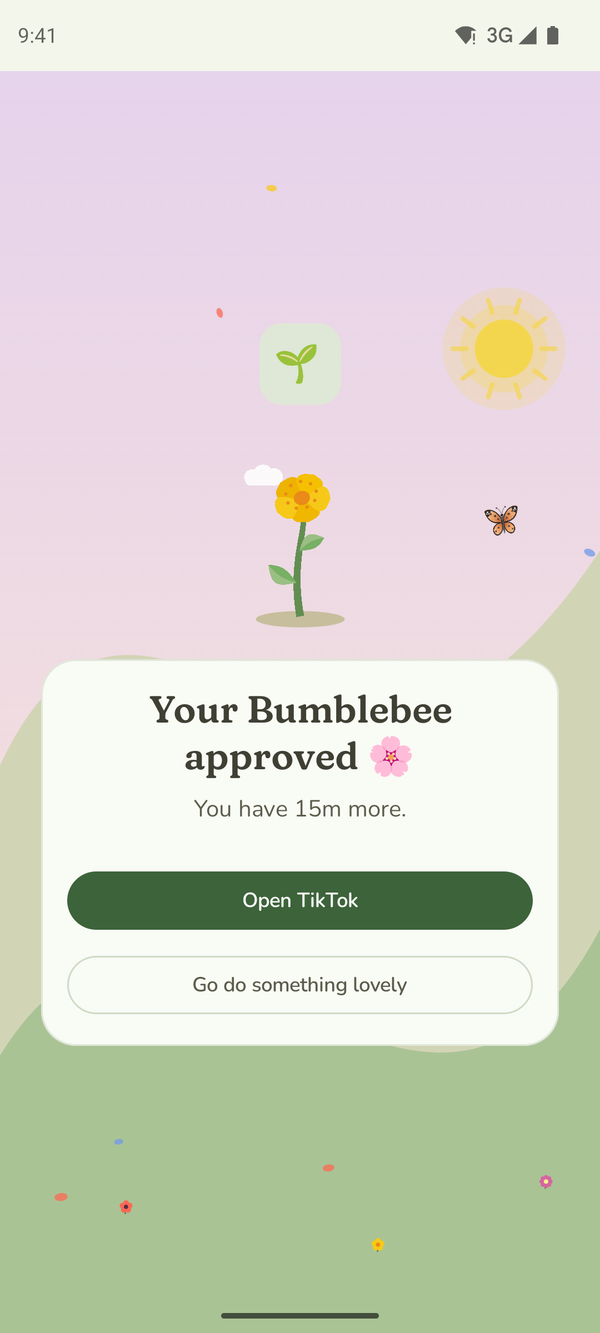 9:41
3G
Your Bumblebee
approved 🌸
You have 15m more.
Open TikTok
Go do something lovely